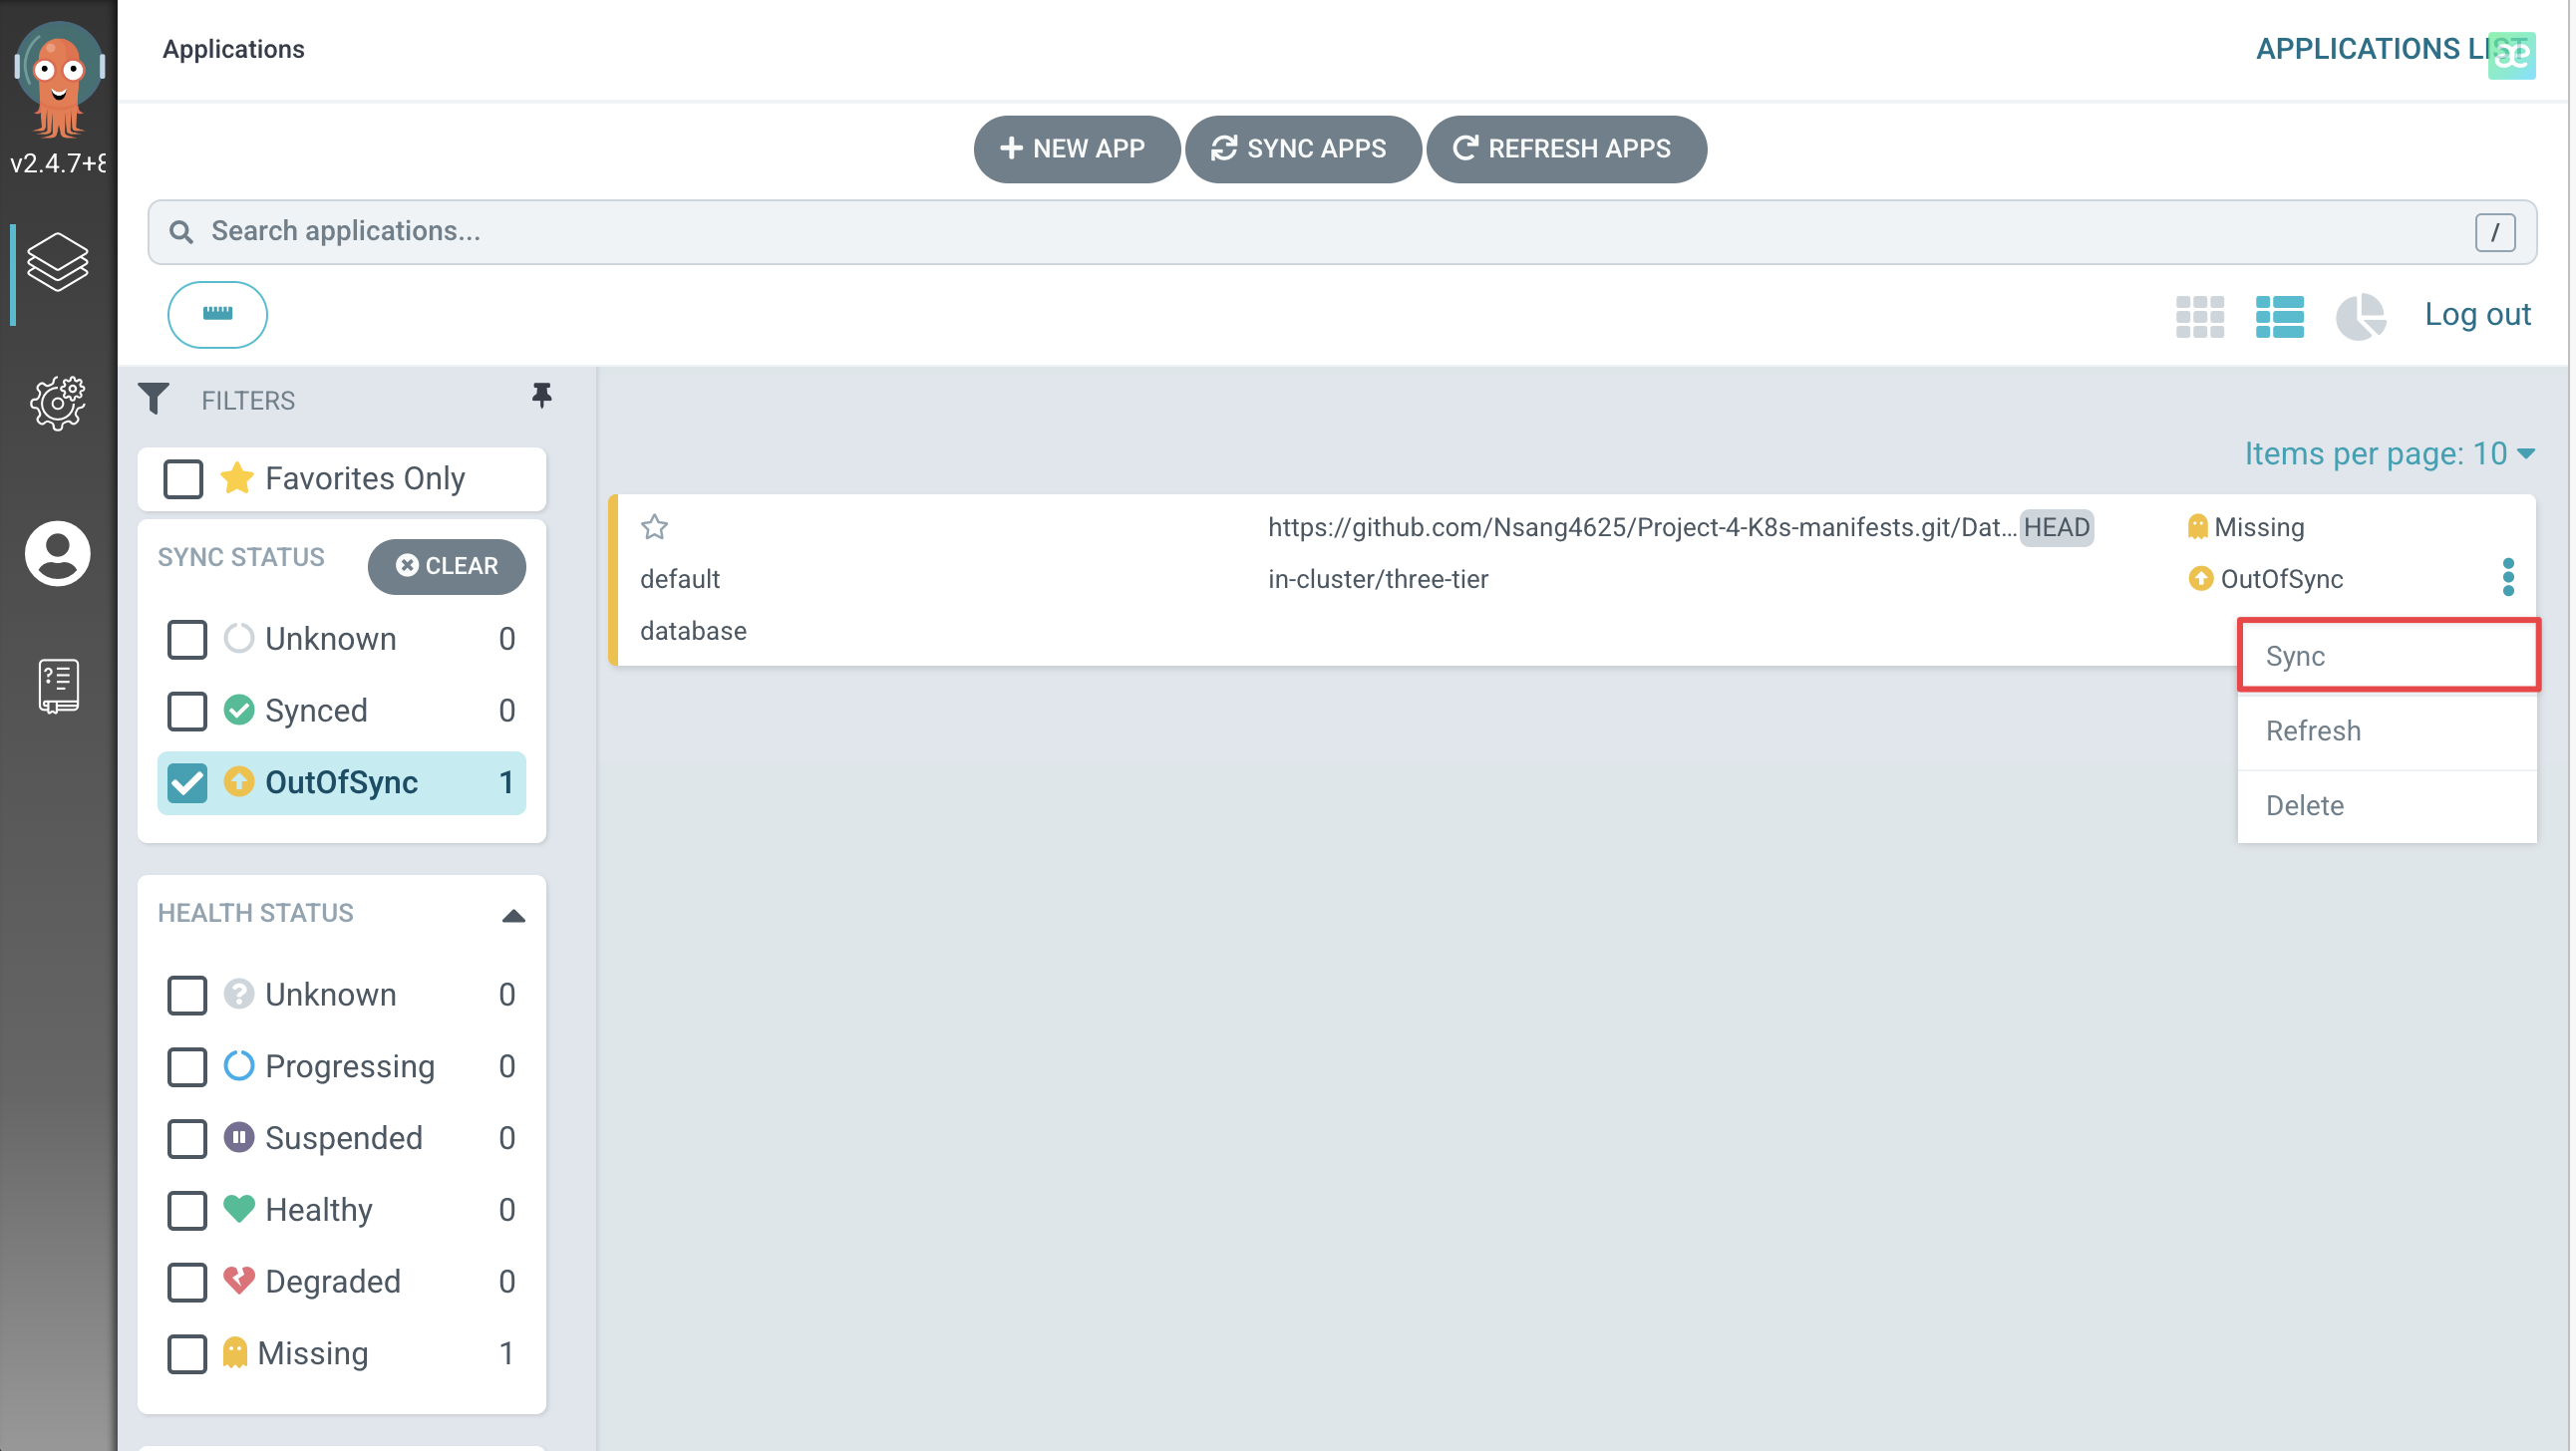 Applications
APPLICATIONS LIST
æ
v2.4.7+8
NEW APP
SYNC APPS
REFRESH APPS
Search applications...
/
Log out
FILTERS
Items per page: 10
Favorites Only
SYNC STATUS
CLEAR
Unknown 0
Synced 0
OutOfSync 1
HEALTH STATUS
Unknown 0
Progressing 0
Suspended 0
Healthy 0
Degraded 0
Missing 1
https://github.com/Nsang4625/Project-4-K8s-manifests.git/Dat... HEAD
Missing
default
in-cluster/three-tier
OutOfSync
database
Sync
Refresh
Delete